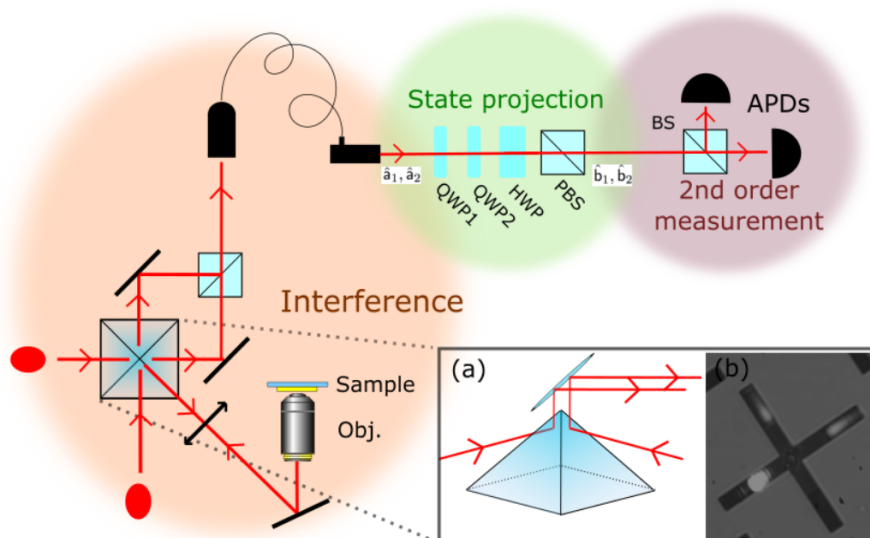 State projection
APDs
BS
â₁, â₂
b̂₁, b̂₂
QWP1
QWP2
HWP
PBS
2nd order
measurement
Interference
Sample
Obj.
(a)
(b)